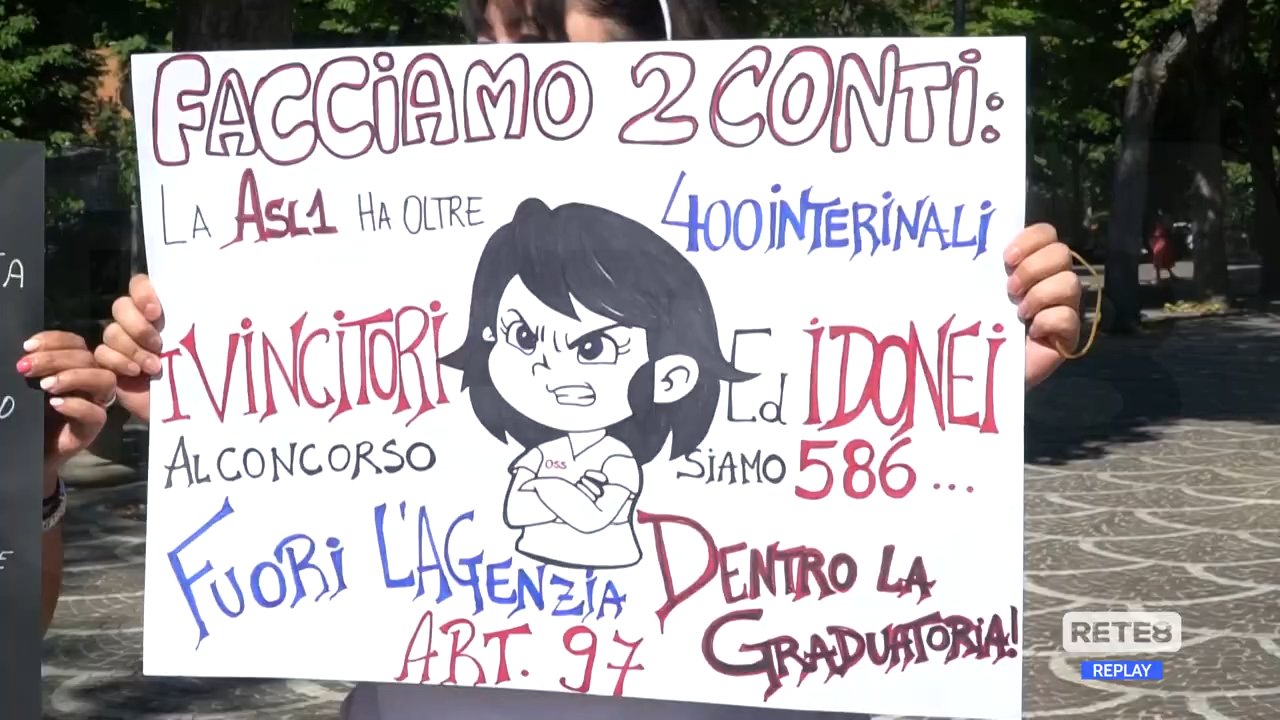 FACCiAMO 2 CONTi:
LA ASL1 HA OLTRE 400 iNTERiNALi
I VINCiTORi Ed iDONEi
AL CONCORSO SiAMO 586...
OSS
FUORi L'AGENZiA DENTRO LA
ART. 97 GRADUATORiA!
TA
O
E
RETE8
REPLAY